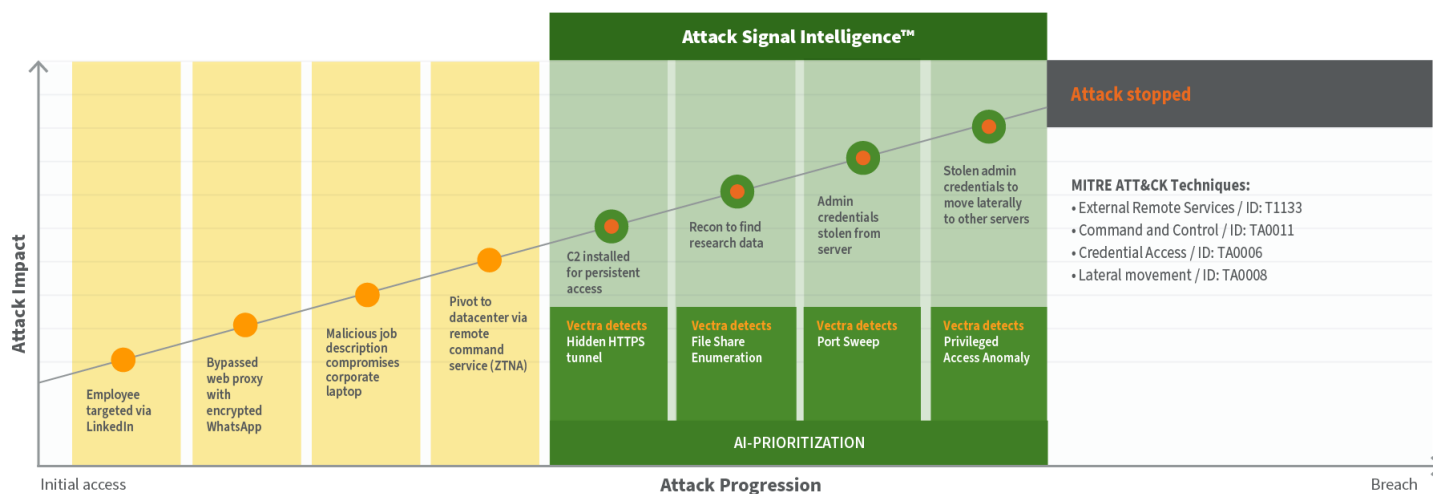 Attack Signal Intelligence™
Attack stopped
Attack Impact
Employee
targeted via
LinkedIn
Bypassed
web proxy
with
encrypted
WhatsApp
Malicious job
description
compromises
corporate
laptop
Pivot to
datacenter via
remote
command
service (ZTNA)
C2 installed
for persistent
access
Recon to find
research data
Admin
credentials
stolen from
server
Stolen admin
credentials to
move laterally
to other servers
Vectra detects
Hidden HTTPS
tunnel
Vectra detects
File Share
Enumeration
Vectra detects
Port Sweep
Vectra detects
Privileged
Access Anomaly
AI-PRIORITIZATION
MITRE ATT&CK Techniques:
• External Remote Services / ID: T1133
• Command and Control / ID: TA0011
• Credential Access / ID: TA0006
• Lateral movement / ID: TA0008
Initial access
Attack Progression
Breach